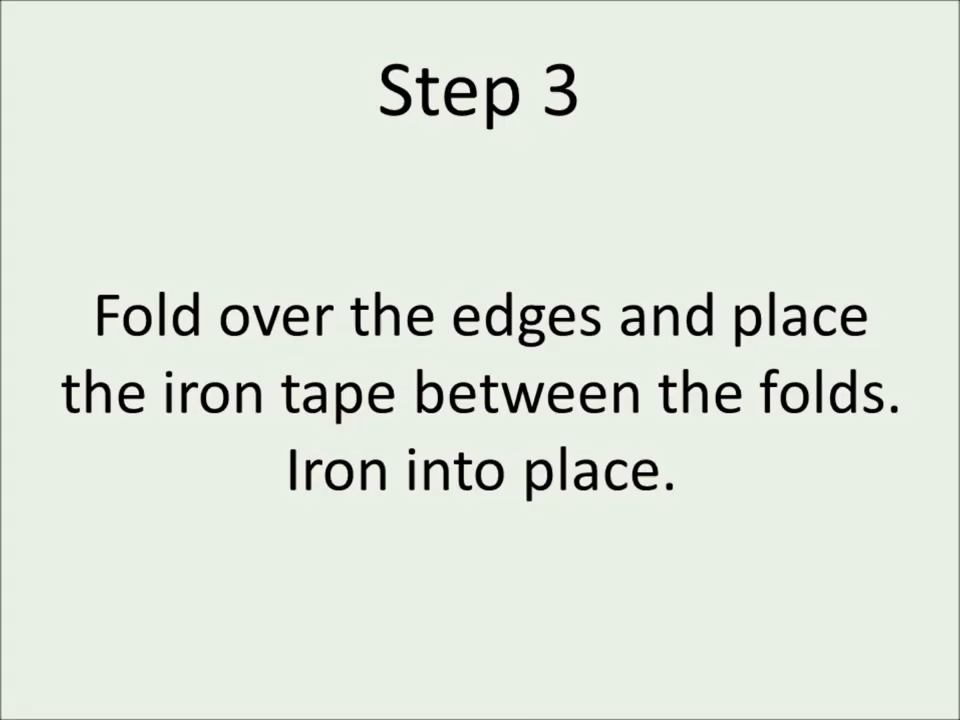 Step 3
Fold over the edges and place
the iron tape between the folds.
Iron into place.